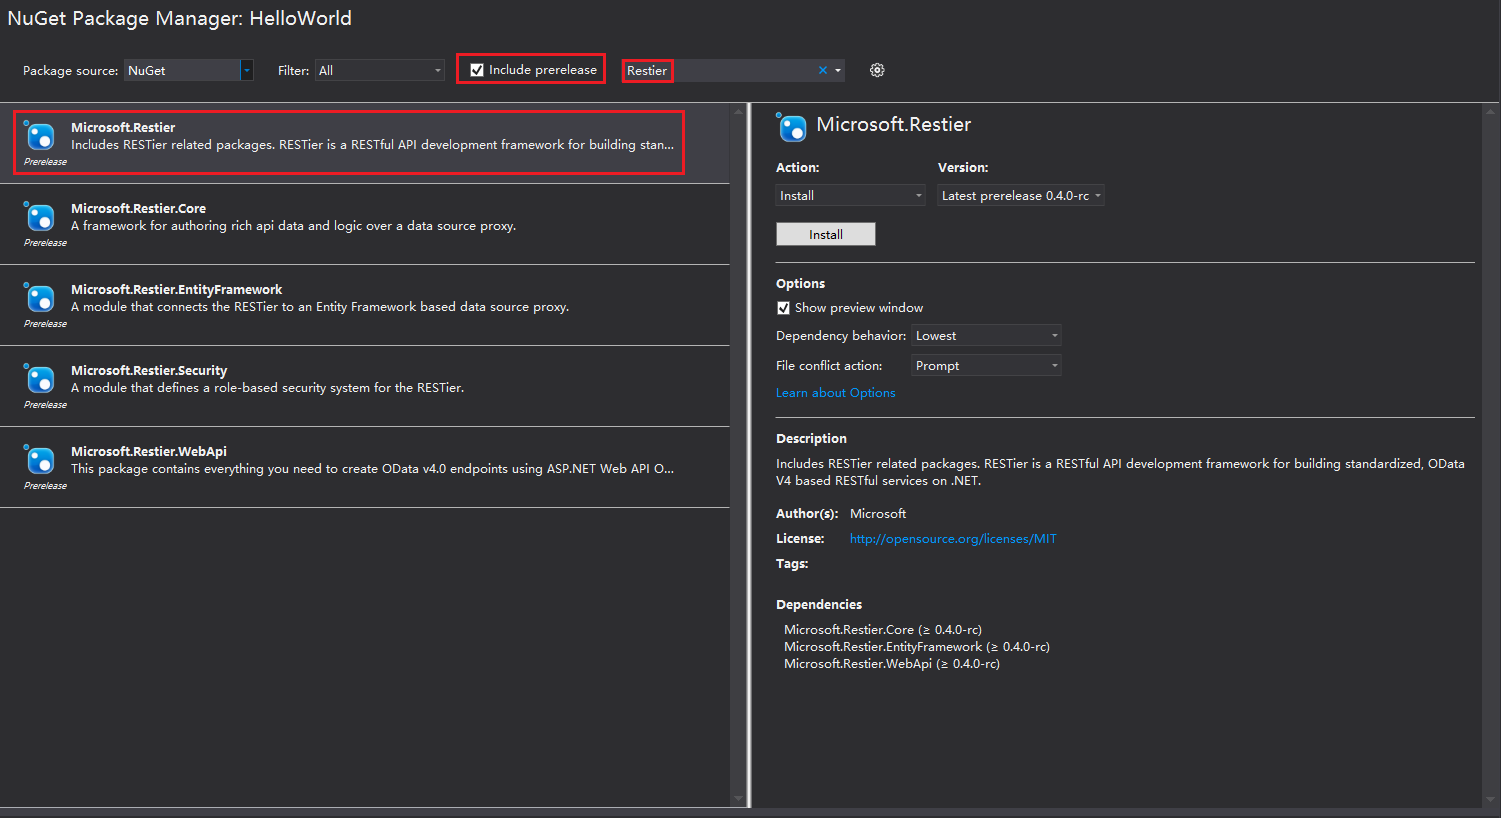 NuGet Package Manager: HelloWorld
Package source: NuGet Filter: All Include prerelease Restier
Microsoft.Restier
Includes RESTier related packages. RESTier is a RESTful API development framework for building stan...
Prerelease
Microsoft.Restier.Core
A framework for authoring rich api data and logic over a data source proxy.
Prerelease
Microsoft.Restier.EntityFramework
A module that connects the RESTier to an Entity Framework based data source proxy.
Prerelease
Microsoft.Restier.Security
A module that defines a role-based security system for the RESTier.
Prerelease
Microsoft.Restier.WebApi
This package contains everything you need to create OData v4.0 endpoints using ASP.NET Web API O...
Prerelease
Microsoft.Restier
Action: Version:
Install Latest prerelease 0.4.0-rc
Install
Options
Show preview window
Dependency behavior: Lowest
File conflict action: Prompt
Learn about Options
Description
Includes RESTier related packages. RESTier is a RESTful API development framework for building standardized, OData
V4 based RESTful services on .NET.
Author(s): Microsoft
License: http://opensource.org/licenses/MIT
Tags:
Dependencies
Microsoft.Restier.Core (≥ 0.4.0-rc)
Microsoft.Restier.EntityFramework (≥ 0.4.0-rc)
Microsoft.Restier.WebApi (≥ 0.4.0-rc)